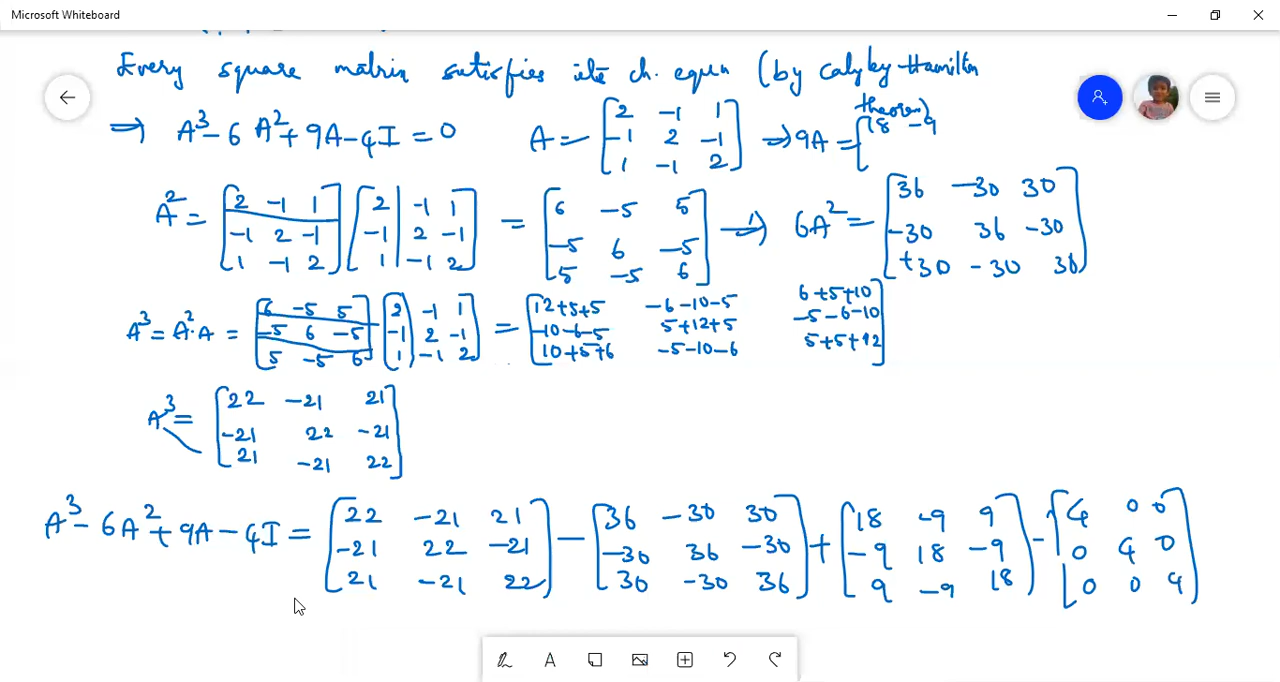 Microsoft Whiteboard
Every square matrix satisfies its ch. equn (by Calyley-Hamilton theorem)
⇒ A³ - 6A² + 9A - 4I = 0    A = [2 -1 1; -1 2 -1; 1 -1 2] ⇒ 9A = [18 -9
A² = [2 -1 1; -1 2 -1; 1 -1 2] [2 -1 1; -1 2 -1; 1 -1 2] = [6 -5 5; -5 6 -5; 5 -5 6] ⇒ 6A² = [36 -30 30; -30 36 -30; +30 -30 36]
A³ = A².A = [6 -5 5; -5 6 -5; 5 -5 6] [2 -1 1; -1 2 -1; 1 -1 2] = [12+5+5 -6-10-5 6+5+10; -10-6-5 5+12+5 -5-6-10; 10+5+6 -5-10-6 5+5+12]
A³ = [22 -21 21; -21 22 -21; 21 -21 22]
A³ - 6A² + 9A - 4I = [22 -21 21; -21 22 -21; 21 -21 22] - [36 -30 30; -30 36 -30; 30 -30 36] + [18 -9 9; -9 18 -9; 9 -9 18] - [4 0 0; 0 4 0; 0 0 4]
A